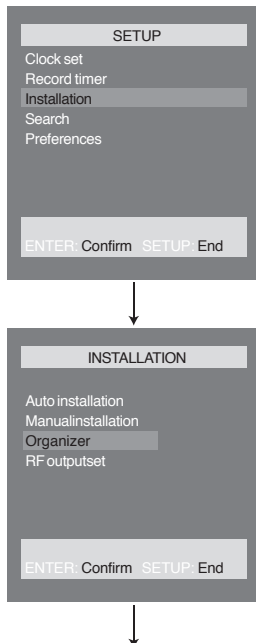 SETUP
Clock set
Record timer
Installation
Search
Preferences
ENTER: Confirm SETUP: End
INSTALLATION
Auto installation
Manualinstallation
Organizer
RF outputset
ENTER: Confirm SETUP: End